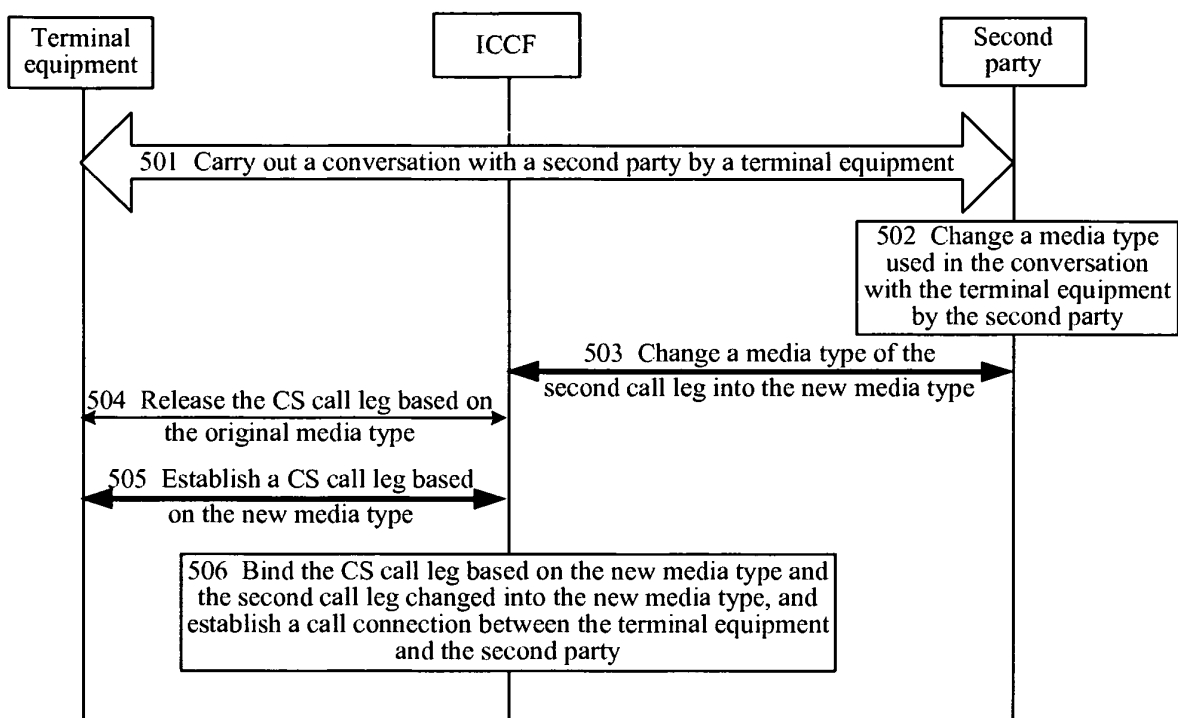 Terminal
equipment
ICCF
Second
party
501 Carry out a conversation with a second party by a terminal equipment
502 Change a media type
used in the conversation
with the terminal equipment
by the second party
503 Change a media type of the
second call leg into the new media type
504 Release the CS call leg based on
the original media type
505 Establish a CS call leg based
on the new media type
506 Bind the CS call leg based on the new media type and
the second call leg changed into the new media type, and
establish a call connection between the terminal equipment
and the second party